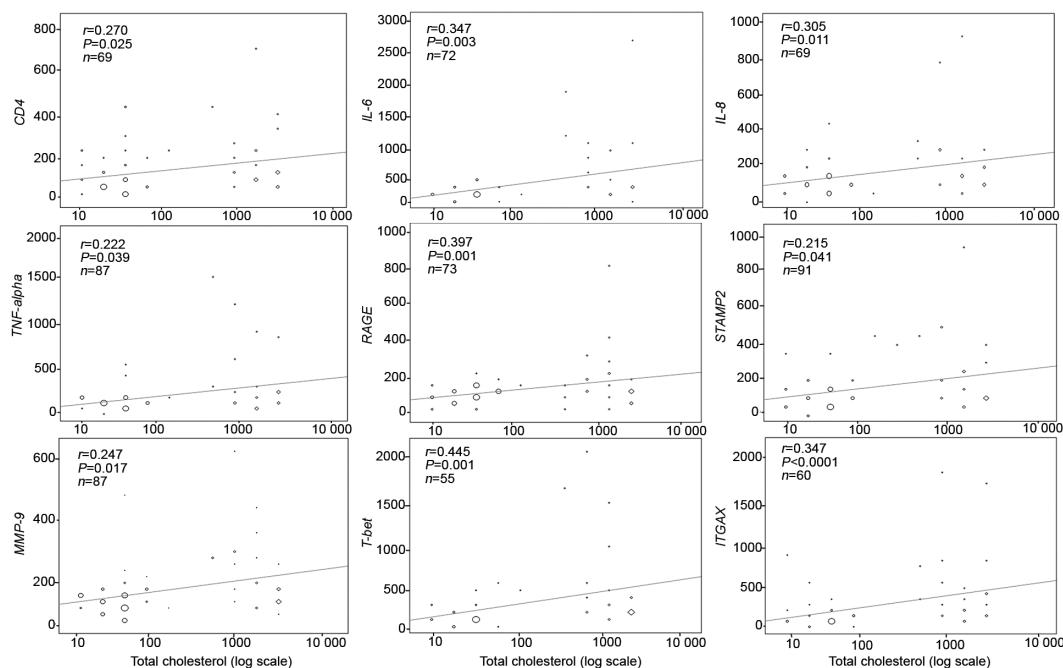 CD4
r=0.270
P=0.025
n=69
800
600
400
200
0
10
100
1000
10 000
IL-6
r=0.347
P=0.003
n=72
3000
2500
2000
1500
1000
500
0
10
100
1000
10 000
IL-8
r=0.305
P=0.011
n=69
1000
800
600
400
200
0
10
100
1000
10 000
TNF-alpha
r=0.222
P=0.039
n=87
2000
1500
1000
500
0
10
100
1000
10 000
RAGE
r=0.397
P=0.001
n=73
1000
800
600
400
200
0
10
100
1000
10 000
STAMP2
r=0.215
P=0.041
n=91
1000
800
600
400
200
0
10
100
1000
10 000
MMP-9
r=0.247
P=0.017
n=87
600
400
200
0
10
100
1000
10 000
Total cholesterol (log scale)
T-bet
r=0.445
P=0.001
n=55
2000
1500
1000
500
0
10
100
1000
10 000
Total cholesterol (log scale)
ITGAX
r=0.347
P<0.0001
n=60
2000
1500
1000
500
0
10
100
1000
10 000
Total cholesterol (log scale)